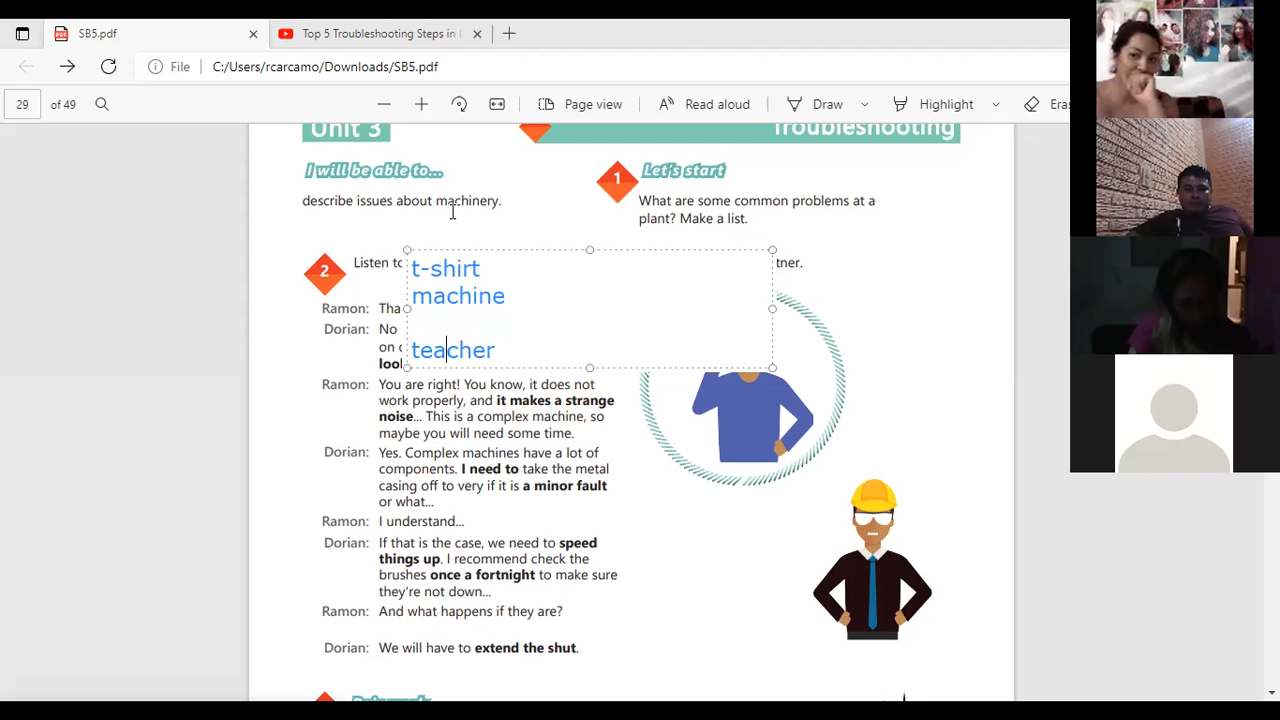 SB5.pdf
Top 5 Troubleshooting Steps in
File C:/Users/rcarcamo/Downloads/SB5.pdf
29 of 49 Page view Read aloud Draw Highlight Eras
Unit 3 Troubleshooting
I will be able to...
describe issues about machinery.
1 Let's start
What are some common problems at a
plant? Make a list.
2 Listen to tner.
t-shirt
machine
teacher
Ramon: Tha
Dorian: No
on c
look
Ramon: You are right! You know, it does not
work properly, and it makes a strange
noise... This is a complex machine, so
maybe you will need some time.
Dorian: Yes. Complex machines have a lot of
components. I need to take the metal
casing off to very if it is a minor fault
or what...
Ramon: I understand...
Dorian: If that is the case, we need to speed
things up. I recommend check the
brushes once a fortnight to make sure
they're not down...
Ramon: And what happens if they are?
Dorian: We will have to extend the shut.